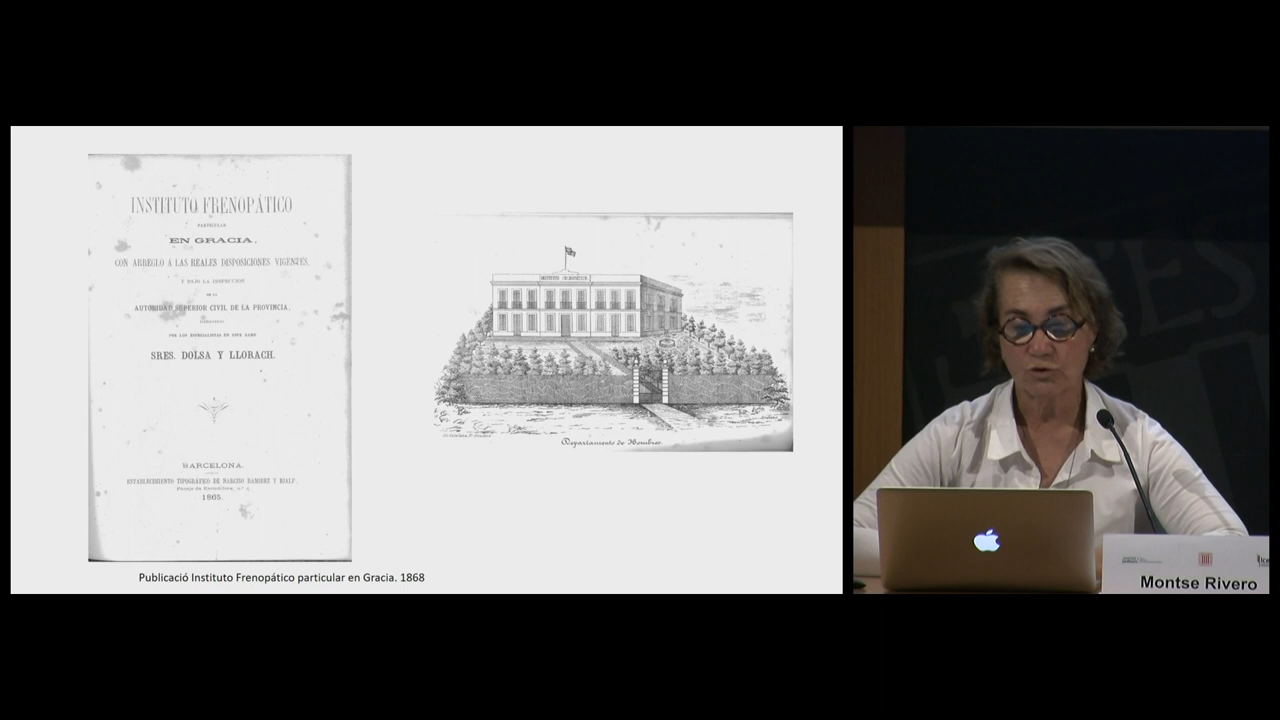 INSTITUTO FRENOPÁTICO
PARTICULAR
EN GRACIA,
CON ARREGLO Á LAS REALES DISPOSICIONES VIGENTES,
Y BAJO LA INSPECCION
DE LA
AUTORIDAD SUPERIOR CIVIL DE LA PROVINCIA,
DIRIGIDO
POR LOS ESPECIALISTAS EN ESTE RAMO
SRES. DOLSA Y LLORACH.
BARCELONA.
ESTABLECIMIENTO TIPOGRÁFICO DE NARCISO RAMIREZ Y RIALP,
1865.
INSTITUTO FRENOPATICO
Departamento de Hombres.
Publicació Instituto Frenopático particular en Gracia. 1868
Montse Rivero